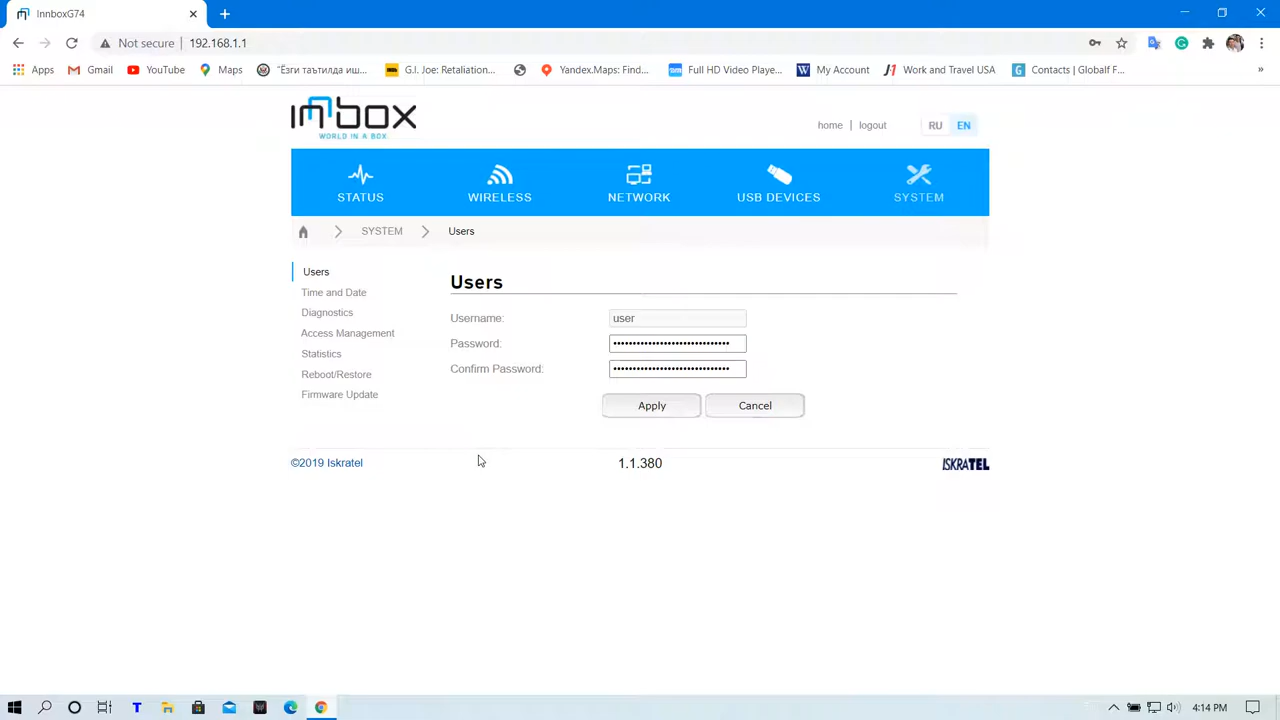 InnboxG74
Not secure | 192.168.1.1
Apps Gmail YouTube Maps "Ёзги таътилда иш... G.I. Joe: Retaliation... Yandex.Maps: Find... Full HD Video Playe... My Account Work and Travel USA Contacts | Globalf F... »
innbox
WORLD IN A BOX
home | logout RU EN
STATUS WIRELESS NETWORK USB DEVICES SYSTEM
SYSTEM Users
Users
Time and Date
Diagnostics
Access Management
Statistics
Reboot/Restore
Firmware Update
Users
Username: user
Password: ••••••••••••••••••••••••••••••
Confirm Password: ••••••••••••••••••••••••••••••
Apply Cancel
©2019 Iskratel 1.1.380 ISKRATEL
4:14 PM